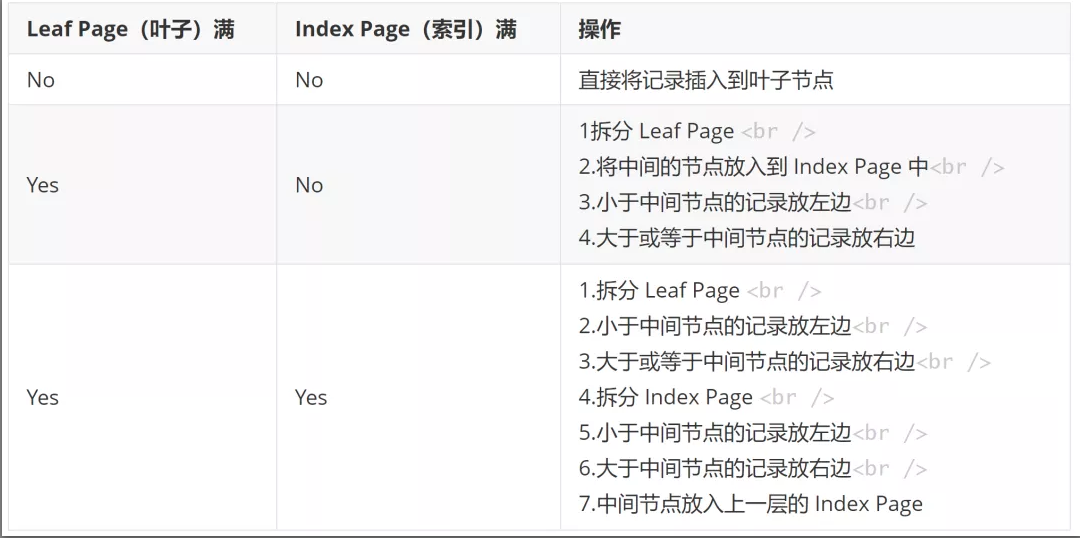 Leaf Page（叶子）满 Index Page（索引）满 操作
No No 直接将记录插入到叶子节点
1拆分 Leaf Page <br />
2.将中间的节点放入到 Index Page 中<br />
Yes No
3.小于中间节点的记录放左边<br />
4.大于或等于中间节点的记录放右边
1.拆分 Leaf Page <br />
2.小于中间节点的记录放左边<br />
3.大于或等于中间节点的记录放右边<br />
Yes Yes 4.拆分 Index Page <br />
5.小于中间节点的记录放左边<br />
6.大于中间节点的记录放右边<br />
7.中间节点放入上一层的 Index Page